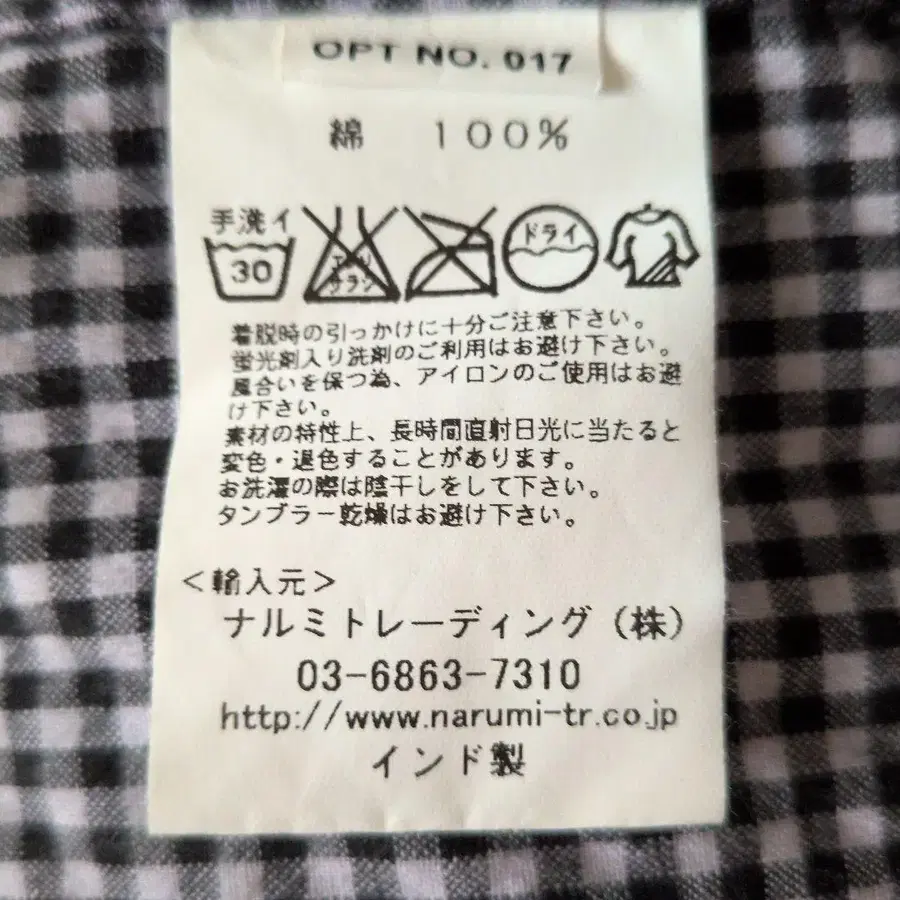 OPT NO. 017
綿 100%
手洗イ
30
エンソ
サラシ
ドライ
着脱時の引っかけに十分ご注意下さい。
蛍光剤入り洗剤のご利用はお避け下さい。
風合いを保つ為、アイロンのご使用はお避
け下さい。
素材の特性上、長時間直射日光に当たると
変色・退色することがあります。
お洗濯の際は陰干しをして下さい。
タンブラー乾燥はお避け下さい。
＜輸入元＞
ナルミトレーディング（株）
03-6863-7310
http://www.narumi-tr.co.jp
インド製